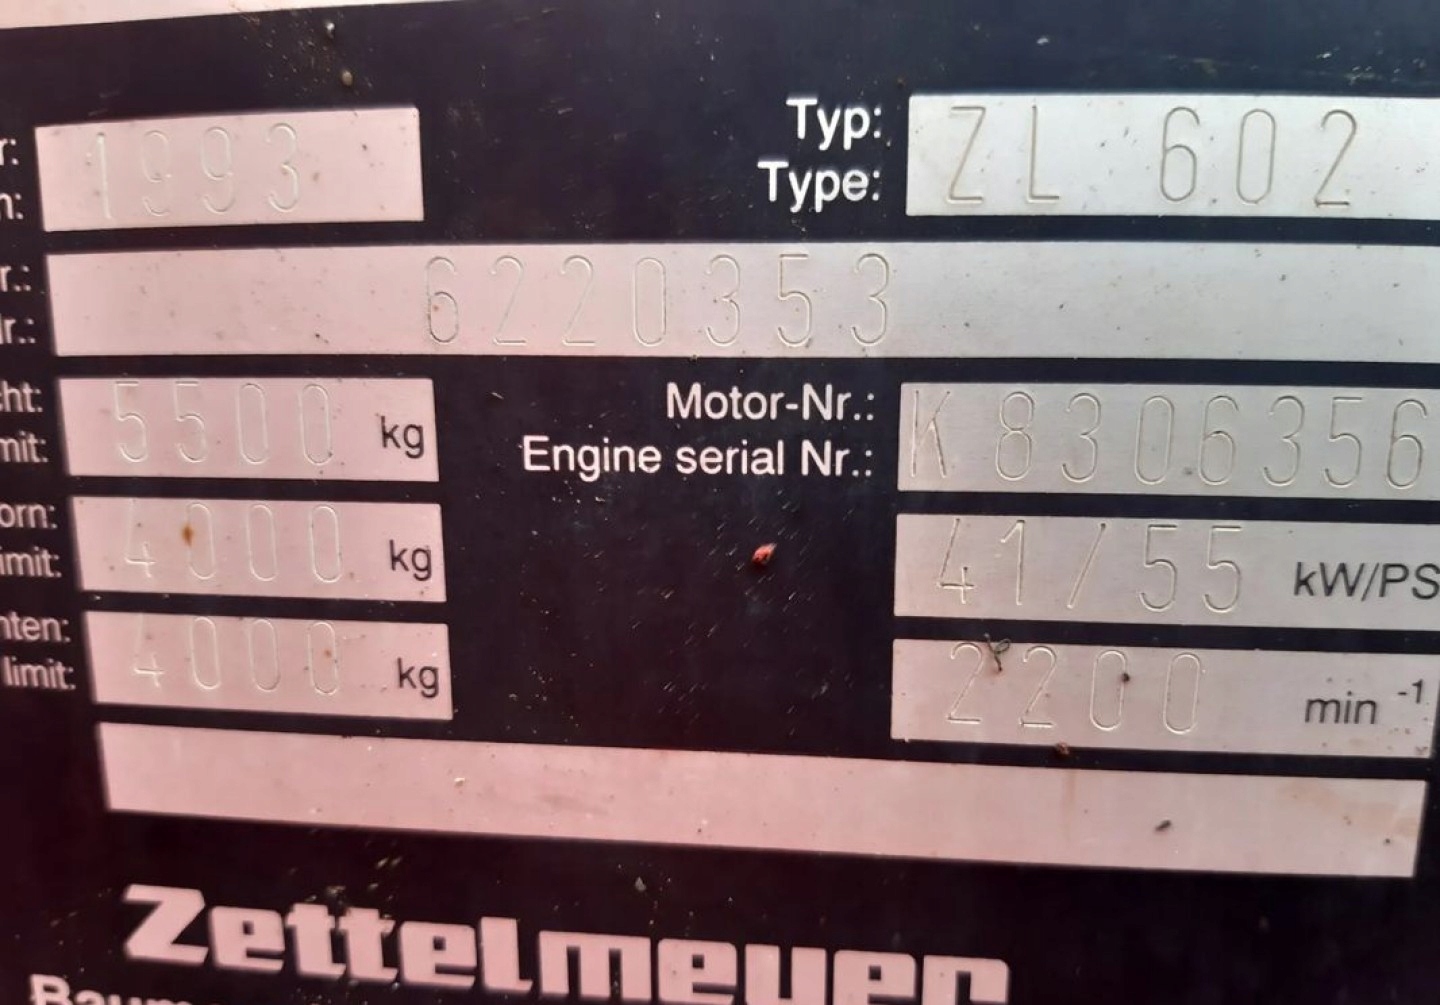 r: 1993 Typ: ZL 602
n: Type:
r.: 6220353
lr.:
cht: 5500 kg Motor-Nr.: K 8306356
mit: Engine serial Nr.:
orn: 4000 kg 41/55 kW/PS
imit:
nten: 4000 kg 2200 min -1
limit:
Zettelmeyer